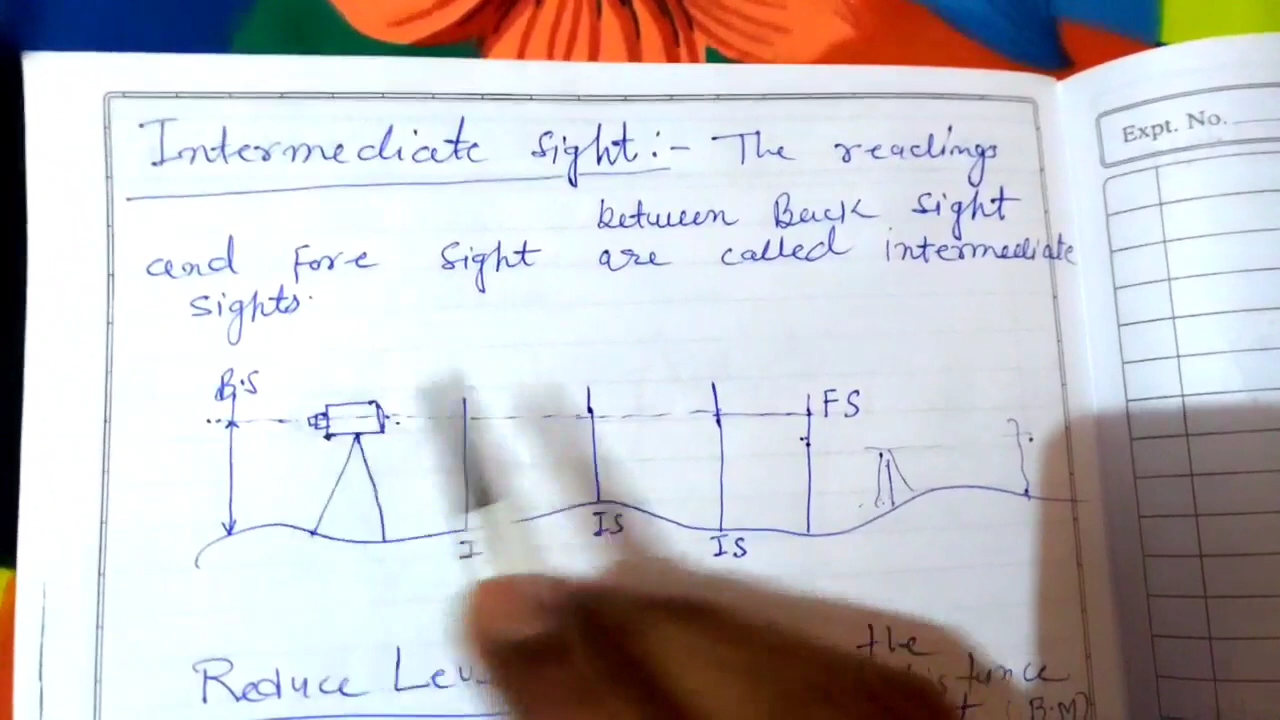 Intermediate Sight:- The readings
between Back Sight
and Fore Sight are called intermediate
Sights.
B.S
FS
I
IS
IS
Reduce Lev
the
(B.M)
Expt. No.